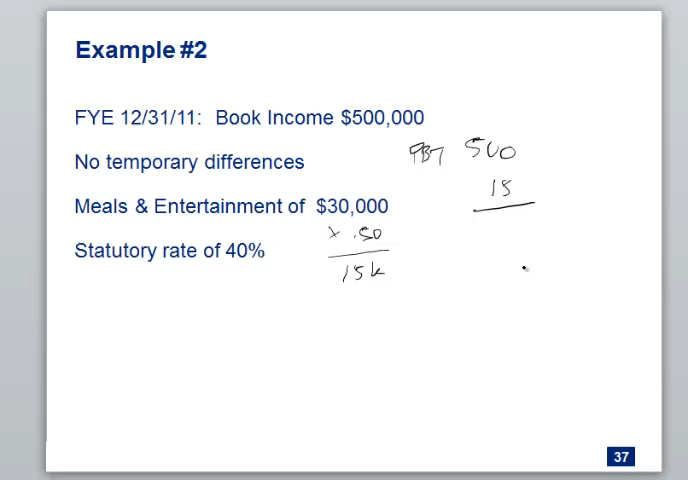 Example #2
FYE 12/31/11: Book Income $500,000
No temporary differences
PBT 500
Meals & Entertainment of $30,000
15
Statutory rate of 40%
x .50
15k
37